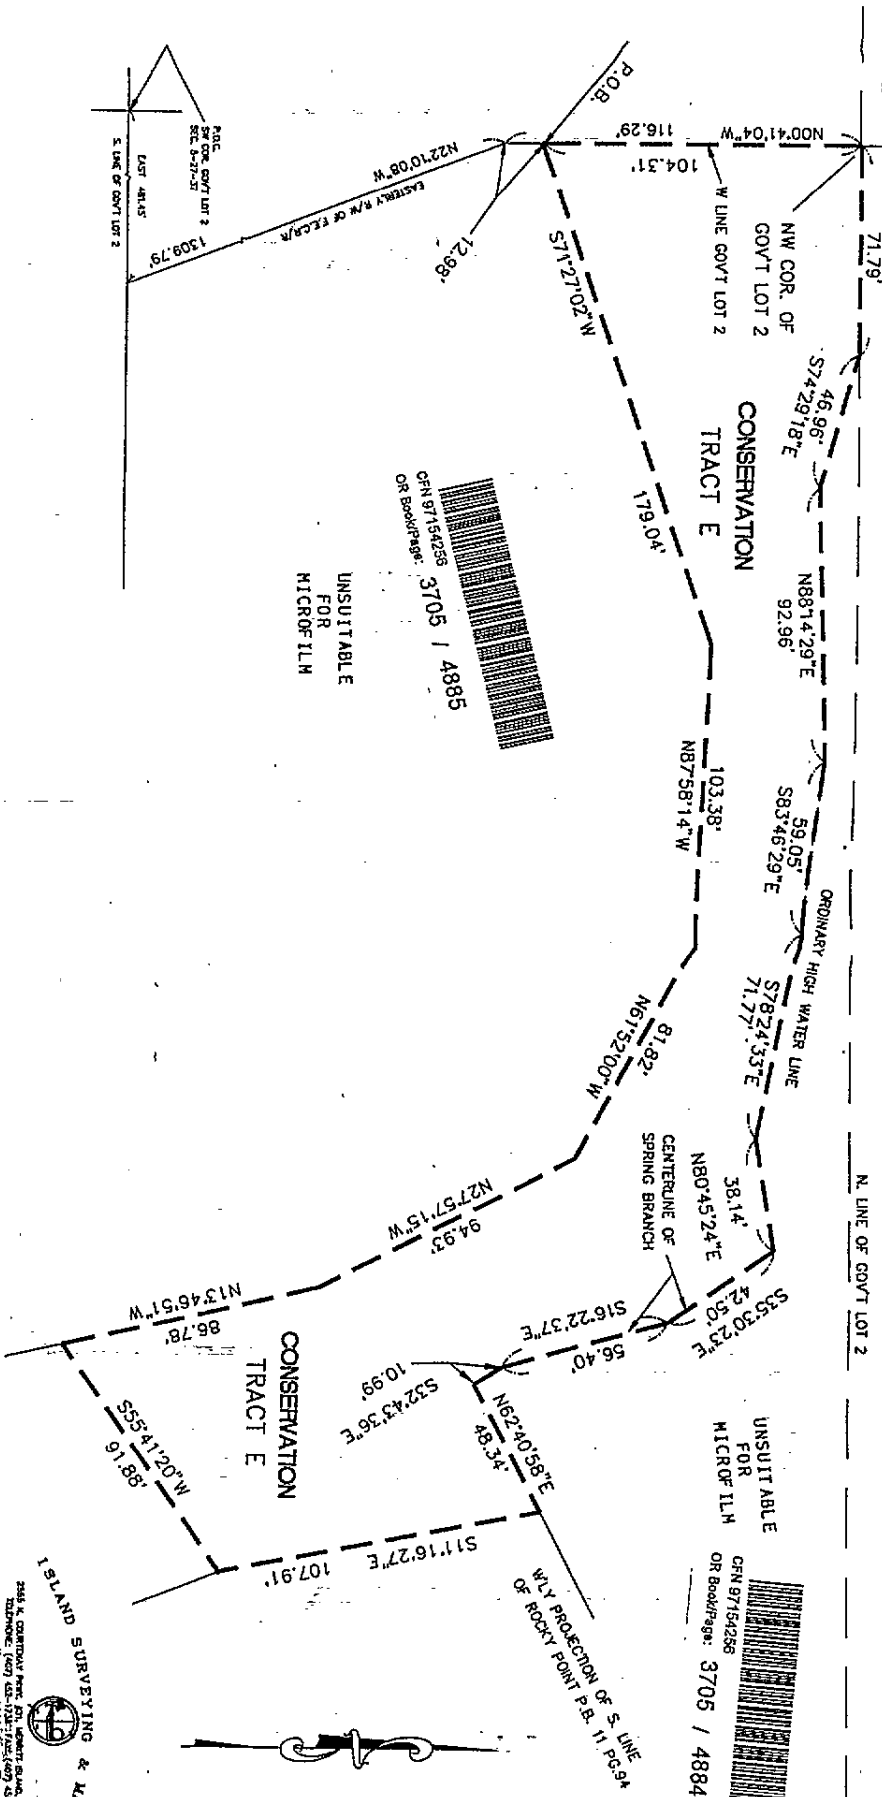 N. LINE OF GOV'T LOT 2
71.79'
NW COR. OF
GOV'T LOT 2
N00°41'04"W
116.29'
104.31'
W LINE GOV'T LOT 2
P.O.B.
12.98'
N22°10'08"W
EASTERLY R/W OF F.E.C.R/R
1309.79'
P.O.C.
SW COR. GOV'T LOT 2
EAST 481.45'
S. LINE OF GOV'T LOT 2
46.96'
S74°29'18"E
N88°14'29"E
92.96'
59.05'
S83°46'29"E
ORDINARY HIGH WATER LINE
S78°24'33"E
71.77'
38.14'
N80°45'24"E
S35°30'23"E
42.50'
CENTERLINE OF
SPRING BRANCH
S16°22'37"E
56.40'
S32°43'36"E
10.99'
N62°40'58"E
48.34'
W'LY PROJECTION OF S. LINE
OF ROCKY POINT P.B. 11 PG.94
S11°16'27"E
107.91'
S55°41'20"W
91.88'
N13°46'51"W
86.78'
N27°57'15"W
94.93'
81.82'
N61°52'00"W
103.38'
N87°58'14"W
179.04'
S71°27'02"W
CONSERVATION
TRACT E
CONSERVATION
TRACT E
CFN 97154256
OR Book/Page: 3705 / 4885
UNSUITABLE
FOR
MICROFILM
UNSUITABLE
FOR
MICROFILM
CFN 97154256
OR Book/Page: 3705 / 4884
ISLAND SURVEYING &